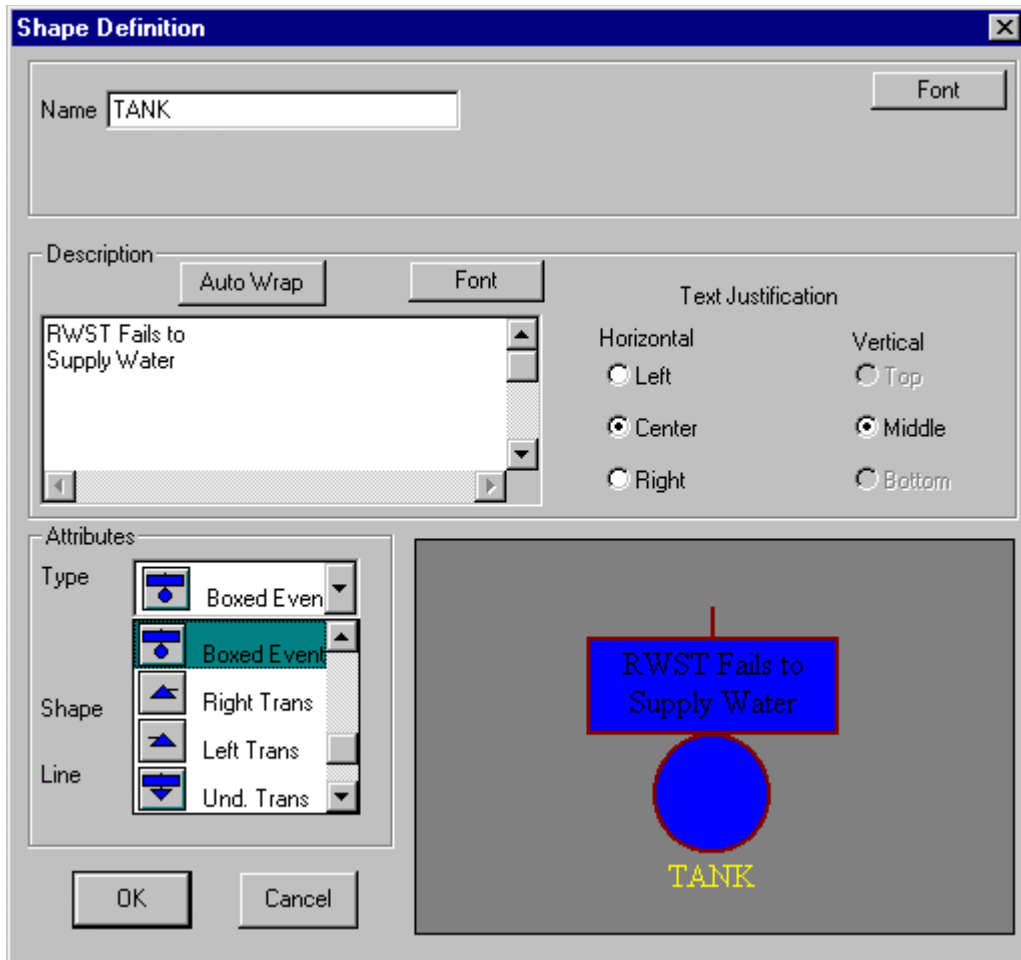 Shape Definition
Name TANK
Font
Description
Auto Wrap
Font
Text Justification
RWST Fails to
Supply Water
Horizontal
Left
Center
Right
Vertical
Top
Middle
Bottom
Attributes
Type
Boxed Even
Boxed Event
Right Trans
Left Trans
Und. Trans
Shape
Line
RWST Fails to
Supply Water
TANK
OK
Cancel